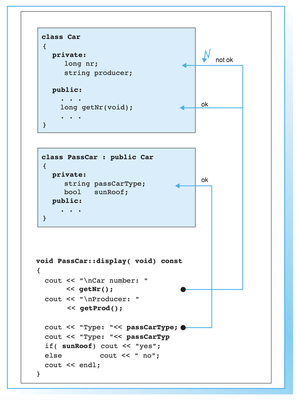 class Car
{
private:
long nr;
string producer;
public:
. . .
long getNr(void);
. . .
}
not ok
ok
class PassCar : public Car
{
private:
string passCarType;
bool sunRoof;
public:
. . .
}
ok
void PassCar::display( void) const
{
cout << "\nCar number: "
<< getNr();
cout << "\nProducer: "
<< getProd();
cout << "Type: "<< passCarType;
cout << "Type: "<< passCarTyp
if( sunRoof) cout << "yes";
else cout << " no";
cout << endl;
}